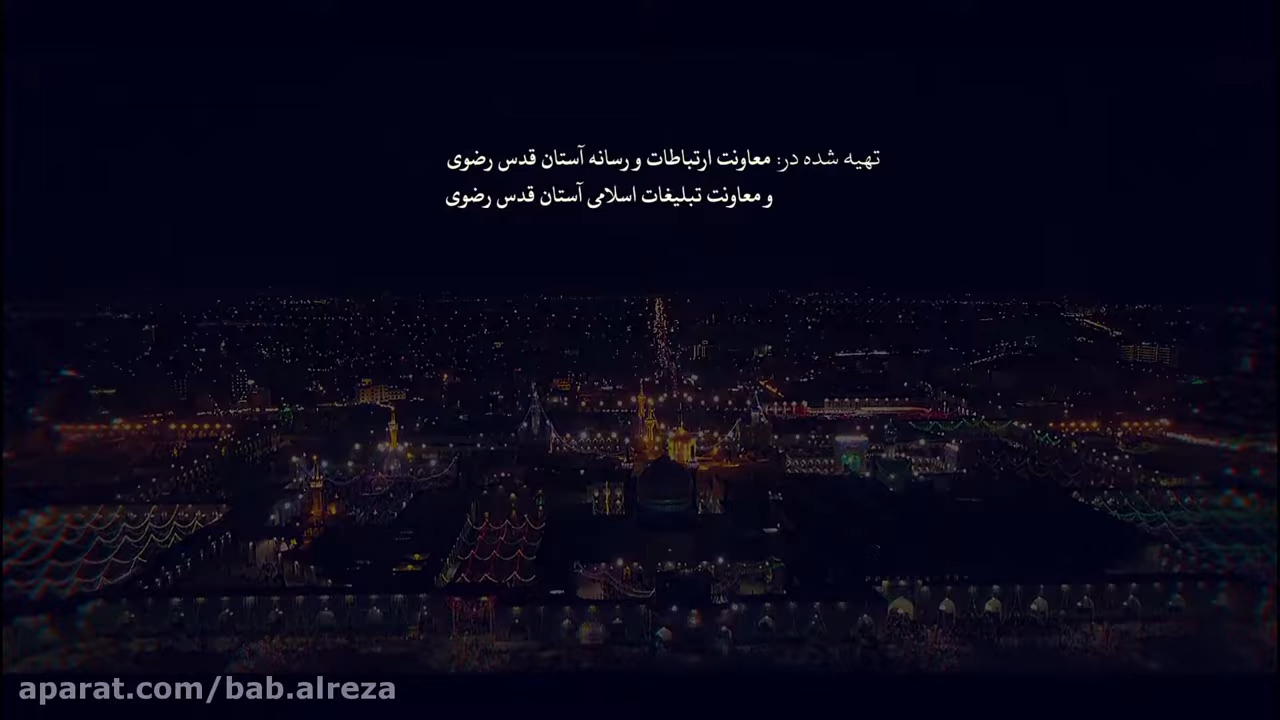 تهیه شده در: معاونت ارتباطات و رسانه آستان قدس رضوی
و معاونت تبلیغات اسلامی آستان قدس رضوی
aparat.com/bab.alreza